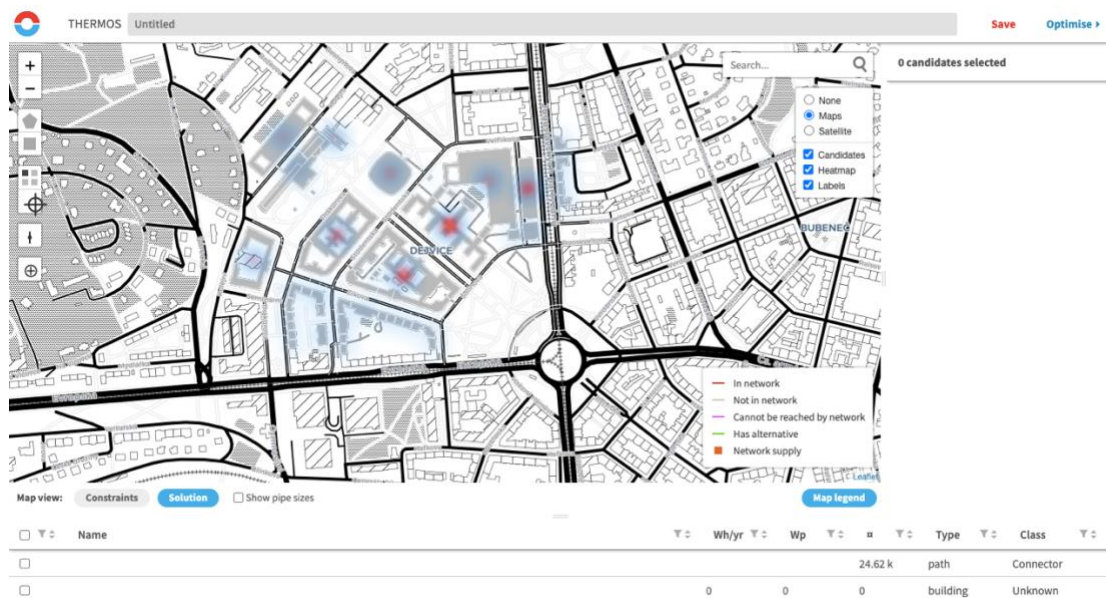 THERMOS Untitled Save Optimise
+
−
Search...
0 candidates selected
None
Maps
Satellite
Candidates
Heatmap
Labels
DEJVICE
BUBENEČ
In network
Not in network
Cannot be reached by network
Has alternative
Network supply
Leaflet
Map view: Constraints Solution Show pipe sizes Map legend
Name Wh/yr Wp ¤ Type Class
24.62 k path Connector
0 0 0 building Unknown